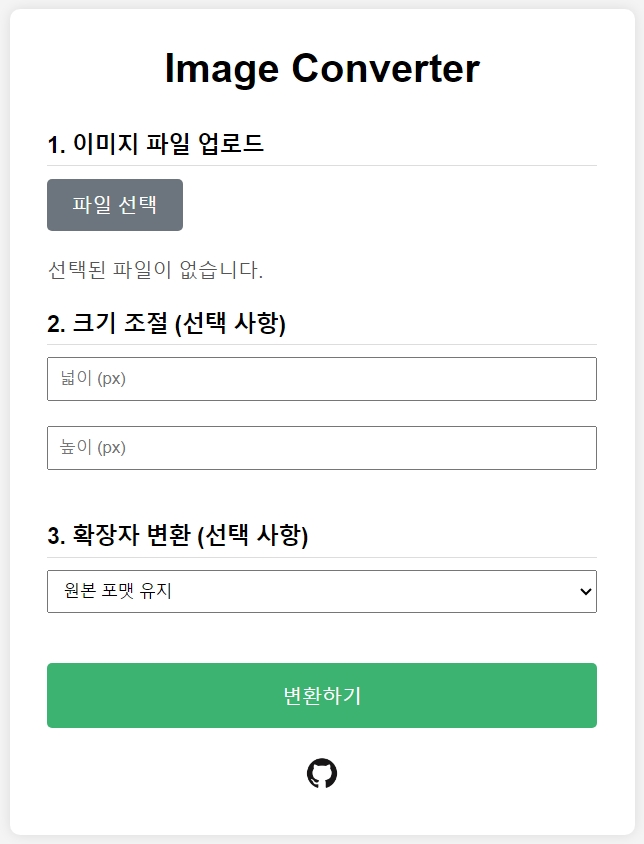 Image Converter
1. 이미지 파일 업로드
파일 선택
선택된 파일이 없습니다.
2. 크기 조절 (선택 사항)
넓이 (px)
높이 (px)
3. 확장자 변환 (선택 사항)
원본 포맷 유지
변환하기